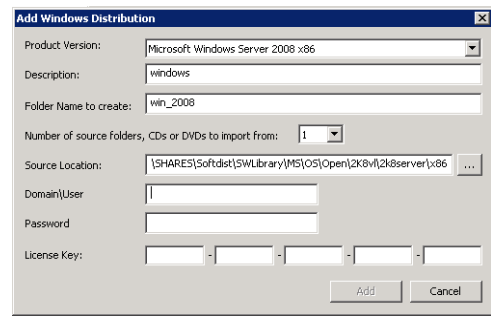 Add Windows Distribution
Product Version: Microsoft Windows Server 2008 x86
Description: windows
Folder Name to create: win_2008
Number of source folders, CDs or DVDs to import from: 1
Source Location: \SHARES\Softdist\SWLibrary\MS\OS\Open\2K8vl\2k8server\x86 ...
Domain\User
Password
License Key: - - - -
Add Cancel